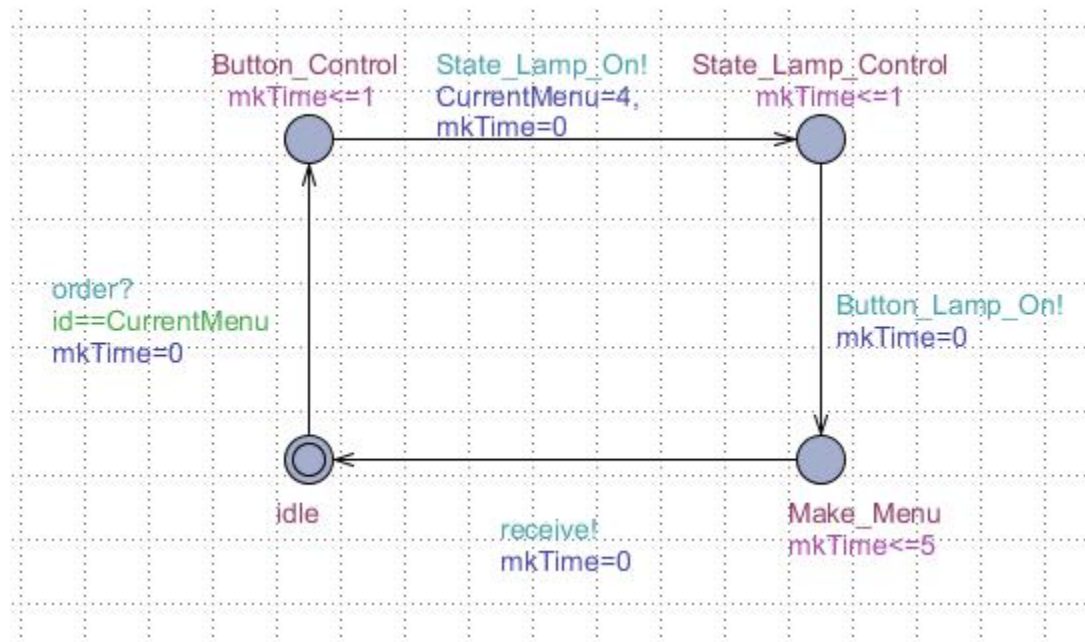 Button_Control
mkTime<=1
State_Lamp_On!
CurrentMenu=4,
mkTime=0
State_Lamp_Control
mkTime<=1
order?
id==CurrentMenu
mkTime=0
Button_Lamp_On!
mkTime=0
idle
receive!
mkTime=0
Make_Menu
mkTime<=5